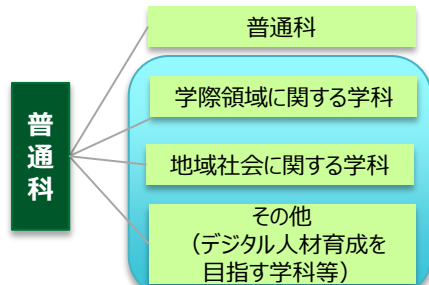 普通科
普通科
学際領域に関する学科
地域社会に関する学科
その他
（デジタル人材育成を
目指す学科等）